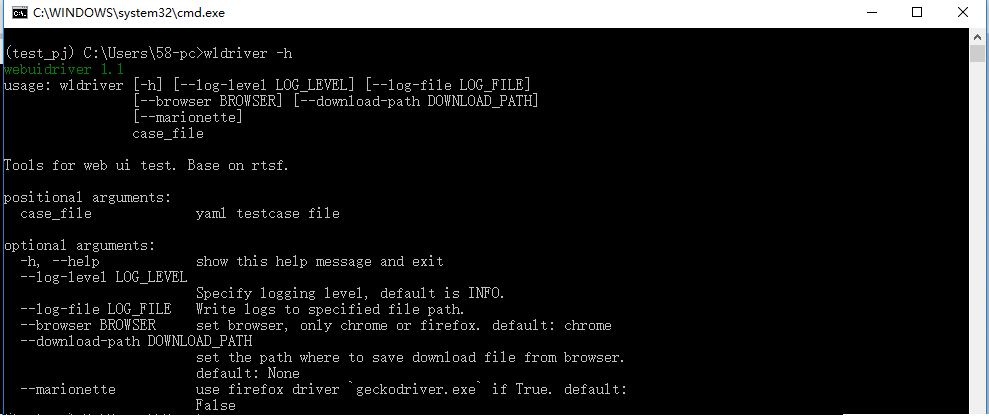 C:\WINDOWS\system32\cmd.exe
(test_pj) C:\Users\58-pc>wldriver -h
webuidriver 1.1
usage: wldriver [-h] [--log-level LOG_LEVEL] [--log-file LOG_FILE]
[--browser BROWSER] [--download-path DOWNLOAD_PATH]
[--marionette]
case_file
Tools for web ui test. Base on rtsf.
positional arguments:
case_file yaml testcase file
optional arguments:
-h, --help show this help message and exit
--log-level LOG_LEVEL
Specify logging level, default is INFO.
--log-file LOG_FILE Write logs to specified file path.
--browser BROWSER set browser, only chrome or firefox. default: chrome
--download-path DOWNLOAD_PATH
set the path where to save download file from browser.
default: None
--marionette use firefox driver `geckodriver.exe` if True. default:
False